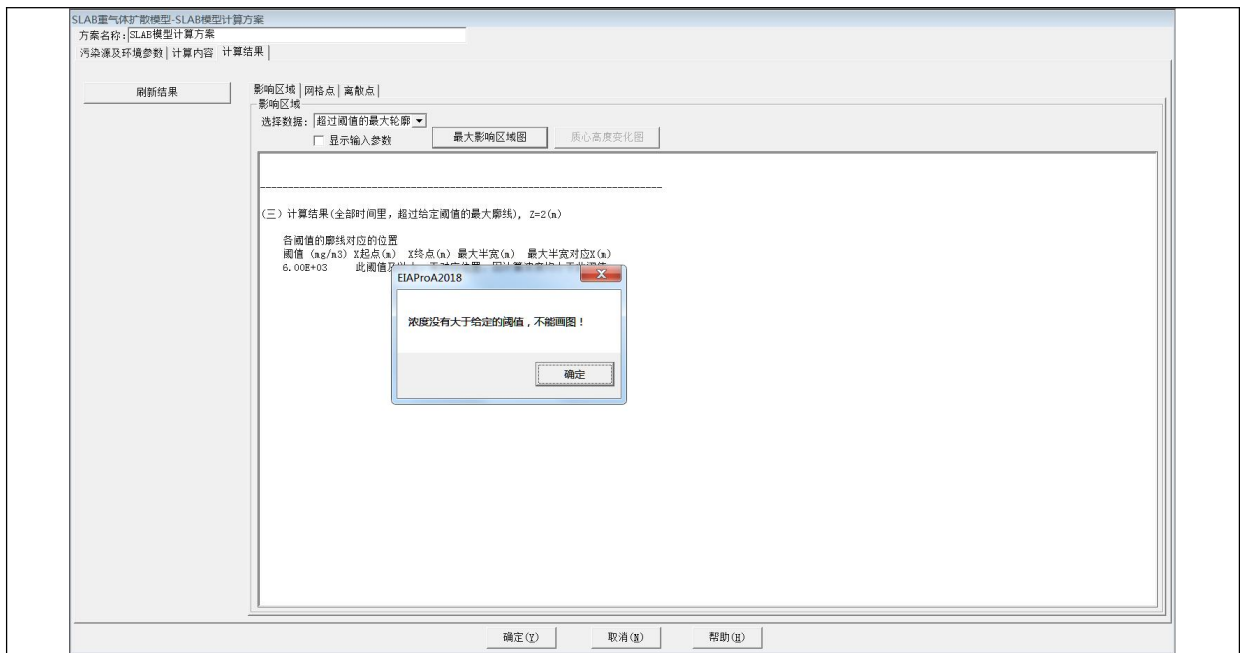 SLAB重气体扩散模型-SLAB模型计算方案
方案名称:SLAB模型计算方案
污染源及环境参数 计算内容 计算结果
刷新结果
影响区域 网格点 离散点
影响区域
选择数据: 超过阈值的最大轮廓
显示输入参数 最大影响区域图 质心高度变化图
(三)计算结果(全部时间里，超过给定阈值的最大廓线), Z=2(m)
各阈值的廓线对应的位置
阈值 (mg/m3) X起点(m) X终点(m) 最大半宽(m) 最大半宽对应X(m)
6.00E+03 此阈值及
EIAProA2018
浓度没有大于给定的阈值，不能画图！
确定
确定(Y) 取消(N) 帮助(H)